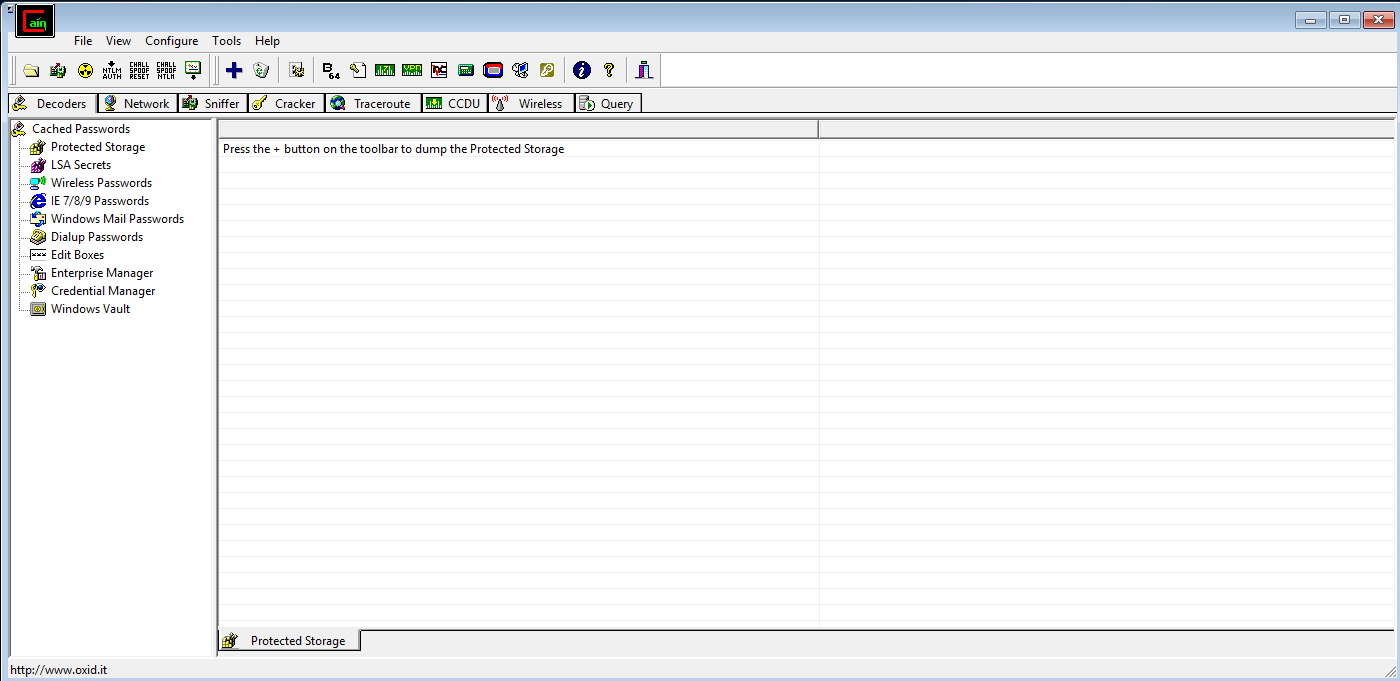 Cain
File View Configure Tools Help
NTLM AUTH CHALL SPOOF RESET CHALL SPOOF NTLM B64
Decoders Network Sniffer Cracker Traceroute CCDU Wireless Query
Cached Passwords
Protected Storage
LSA Secrets
Wireless Passwords
IE 7/8/9 Passwords
Windows Mail Passwords
Dialup Passwords
Edit Boxes
Enterprise Manager
Credential Manager
Windows Vault
Press the + button on the toolbar to dump the Protected Storage
Protected Storage
http://www.oxid.it